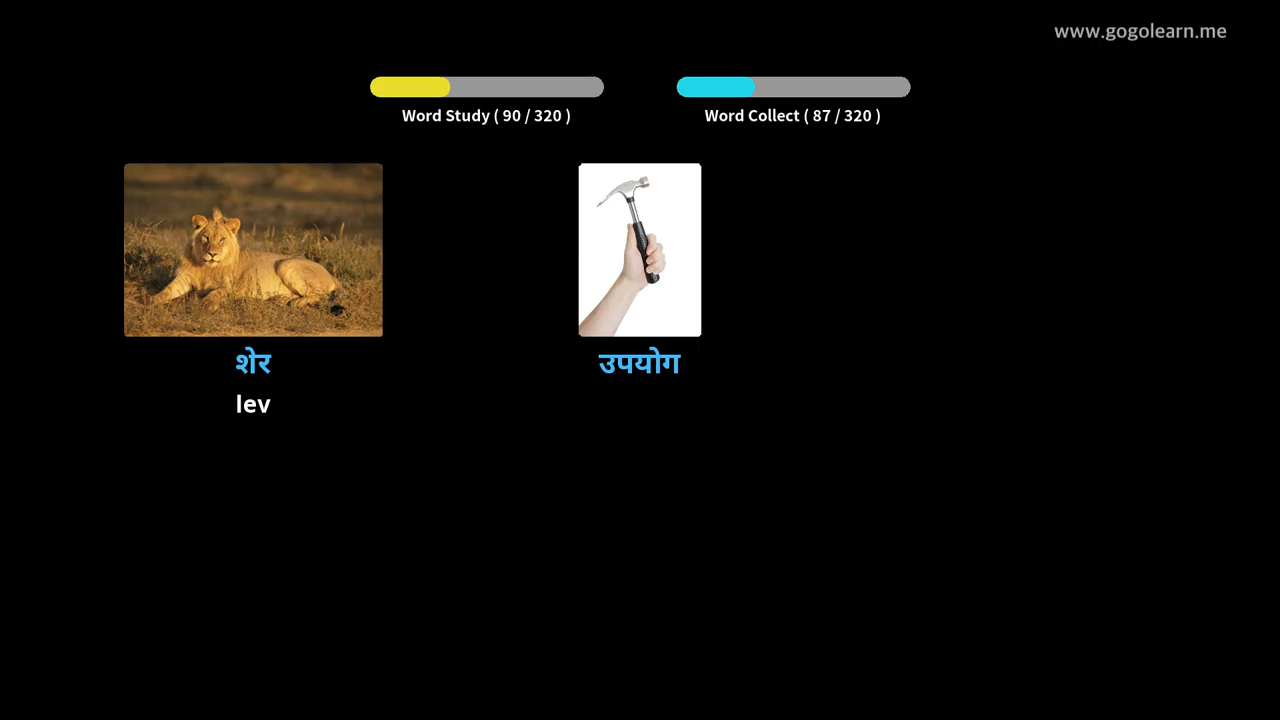 www.gogolearn.me
Word Study ( 90 / 320 )
Word Collect ( 87 / 320 )
शेर
lev
उपयोग